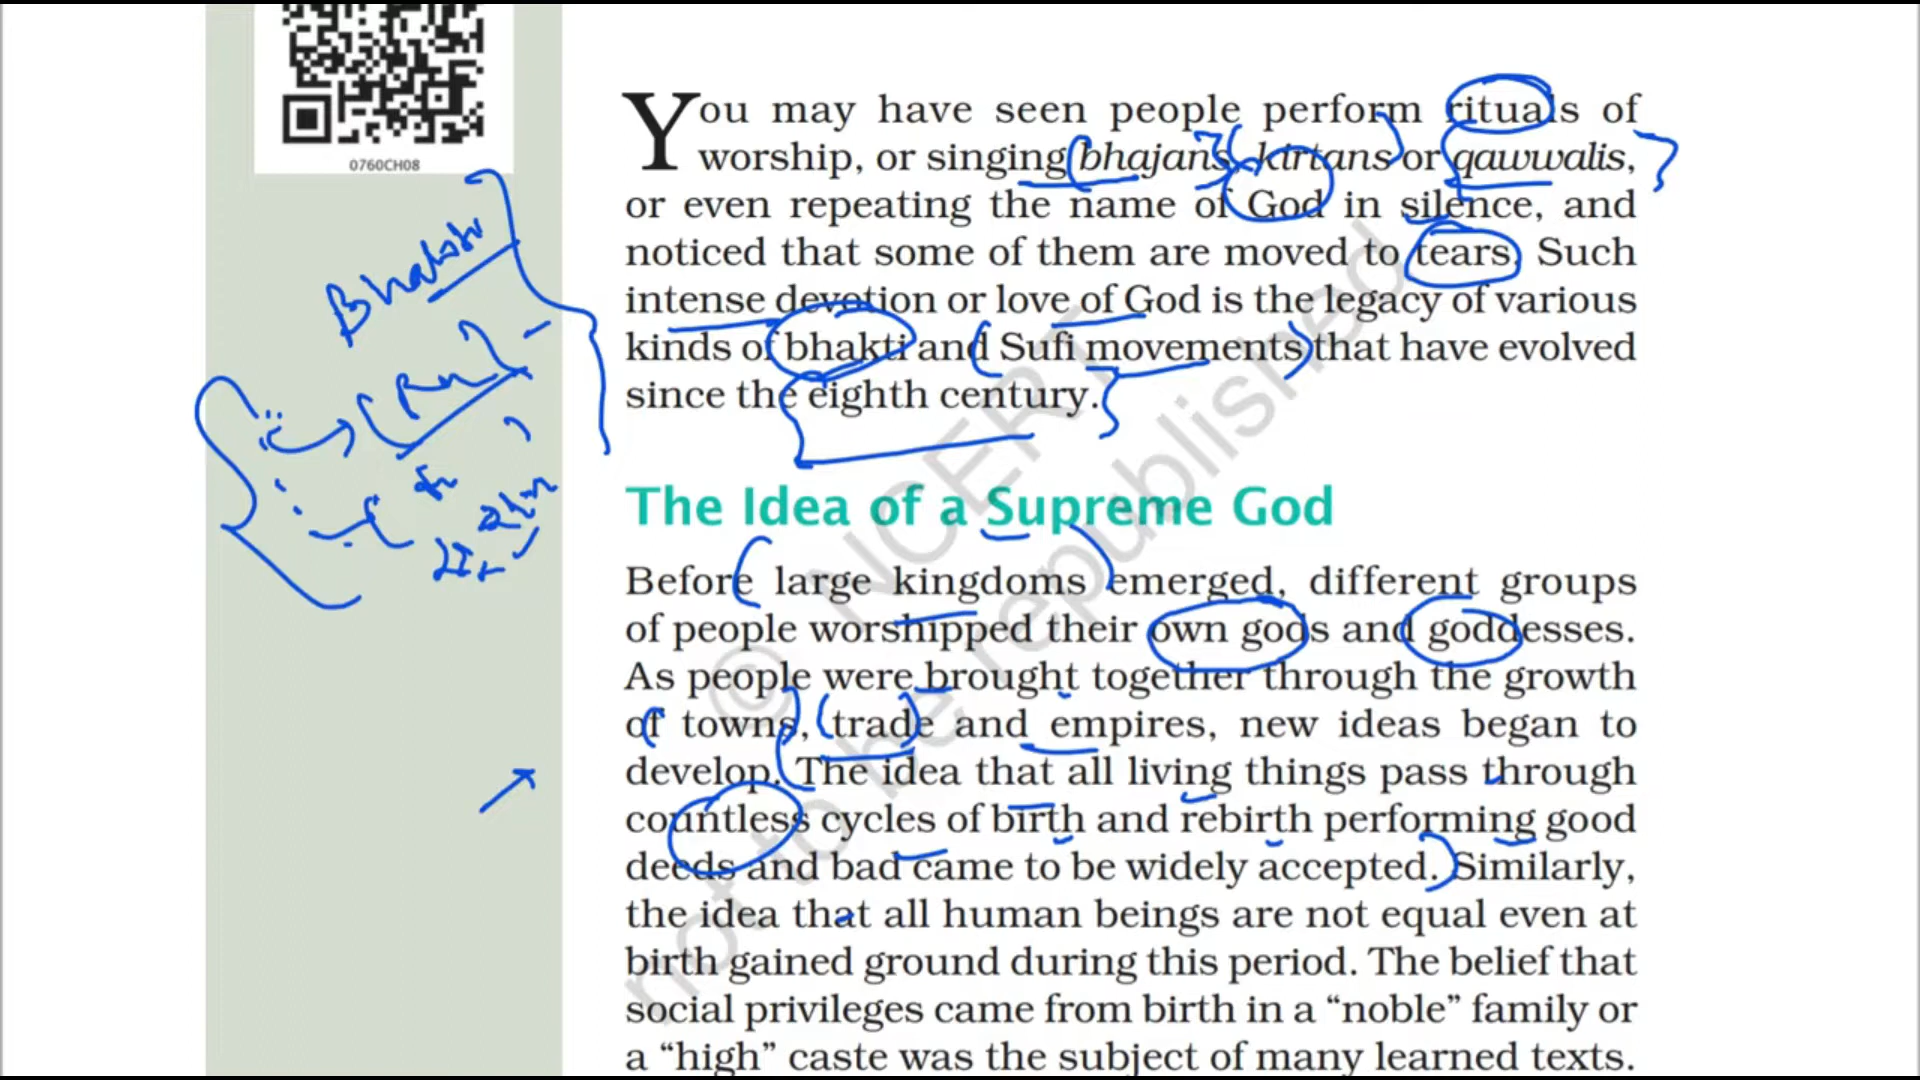 0760CH08
You may have seen people perform rituals of
worship, or singing bhajans, kirtans or qawwalis,
or even repeating the name of God in silence, and
noticed that some of them are moved to tears. Such
intense devotion or love of God is the legacy of various
kinds of bhakti and Sufi movements that have evolved
since the eighth century.
Bhakti
The Idea of a Supreme God
Before large kingdoms emerged, different groups
of people worshipped their own gods and goddesses.
As people were brought together through the growth
of towns, trade and empires, new ideas began to
develop. The idea that all living things pass through
countless cycles of birth and rebirth performing good
deeds and bad came to be widely accepted. Similarly,
the idea that all human beings are not equal even at
birth gained ground during this period. The belief that
social privileges came from birth in a “noble” family or
a “high” caste was the subject of many learned texts.
© NCERT
not to be republished